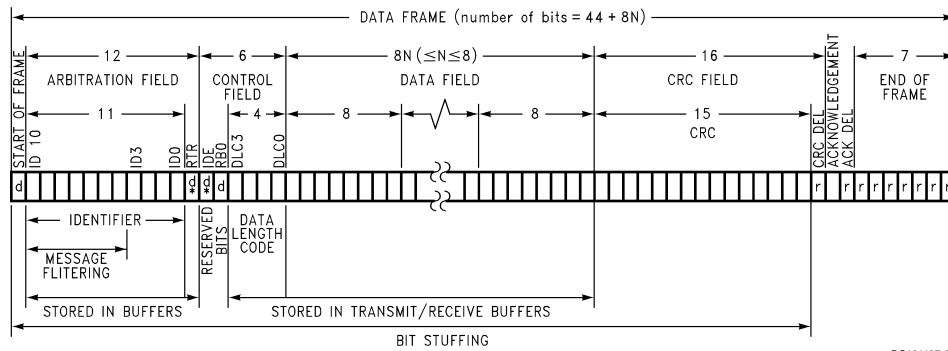 DATA FRAME (number of bits = 44 + 8N)
12
6
8N (≤N≤8)
16
7
START OF FRAME
ARBITRATION FIELD
CONTROL
FIELD
DATA FIELD
CRC FIELD
ACKNOWLEDGEMENT
END OF
FRAME
11
4
8
8
15
CRC
ID 10
ID3
ID0
RTR
IDE
RB0
DLC3
DLC0
CRC DEL
ACK DEL
d
d
*
d
*
d
r
r
r
r
r
r
r
r
r
IDENTIFIER
RESERVED
BITS
DATA
LENGTH
CODE
MESSAGE
FLITERING
STORED IN BUFFERS
STORED IN TRANSMIT/RECEIVE BUFFERS
BIT STUFFING